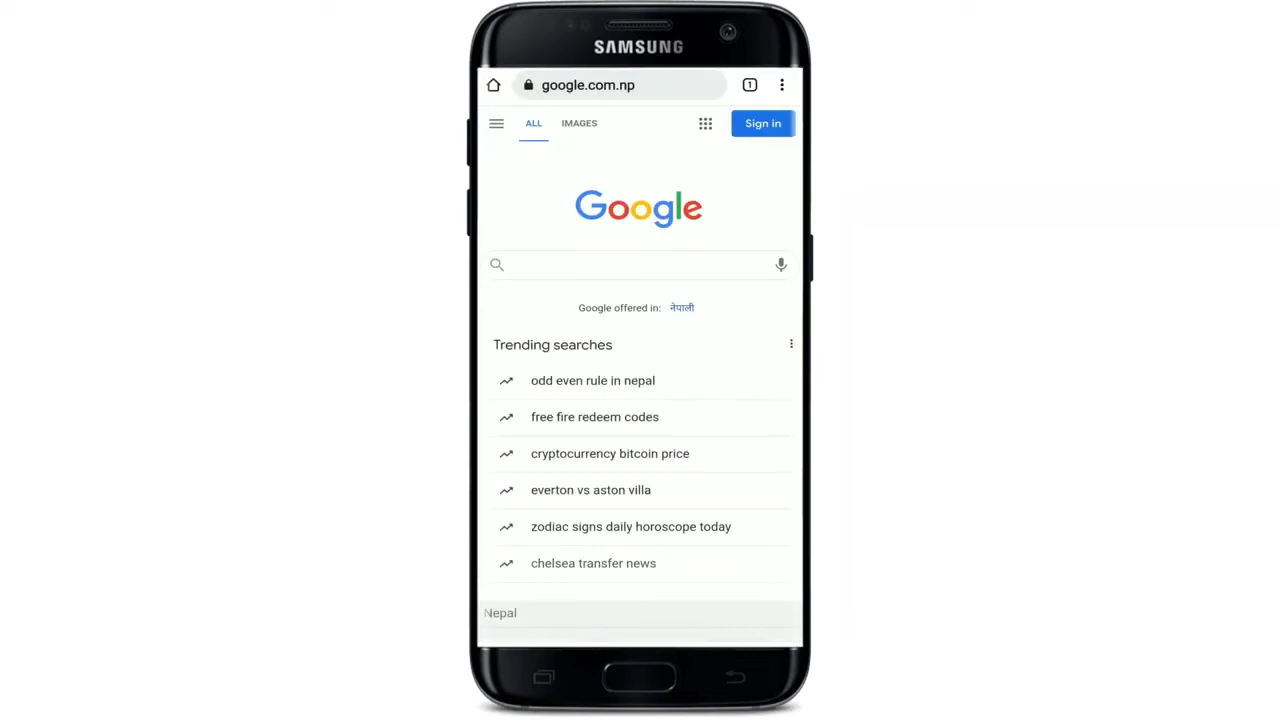 SAMSUNG
google.com.np 1
ALL IMAGES Sign in
Google
Google offered in: नेपाली
Trending searches
odd even rule in nepal
free fire redeem codes
cryptocurrency bitcoin price
everton vs aston villa
zodiac signs daily horoscope today
chelsea transfer news
Nepal